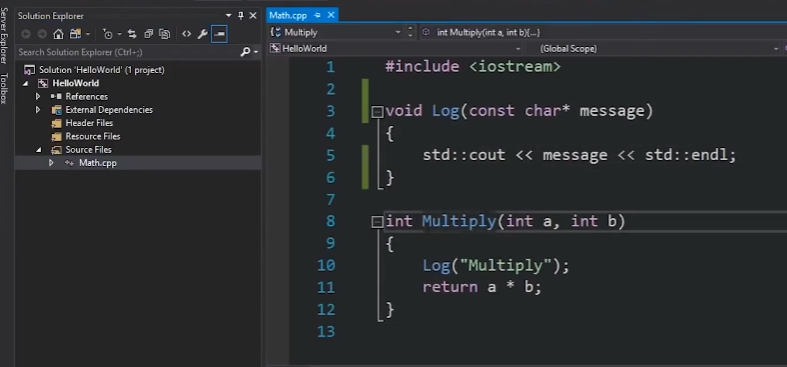 Server Explorer
Toolbox
Solution Explorer
Search Solution Explorer (Ctrl+;)
Solution 'HelloWorld' (1 project)
HelloWorld
References
External Dependencies
Header Files
Resource Files
Source Files
Math.cpp
Math.cpp
Multiply
int Multiply(int a, int b){...}
HelloWorld
(Global Scope)
1 #include <iostream>
2
3 void Log(const char* message)
4 {
5 std::cout << message << std::endl;
6 }
7
8 int Multiply(int a, int b)
9 {
10 Log("Multiply");
11 return a * b;
12 }
13